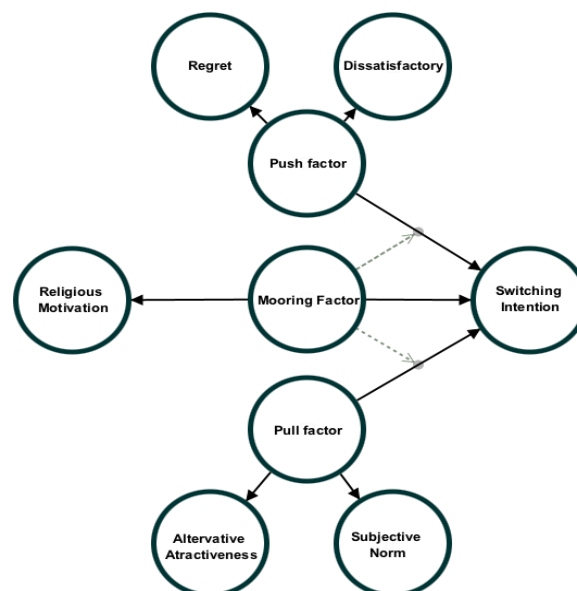 Regret
Dissatisfactory
Push factor
Religious
Motivation
Mooring Factor
Switching
Intention
Pull factor
Altervative
Atractiveness
Subjective
Norm